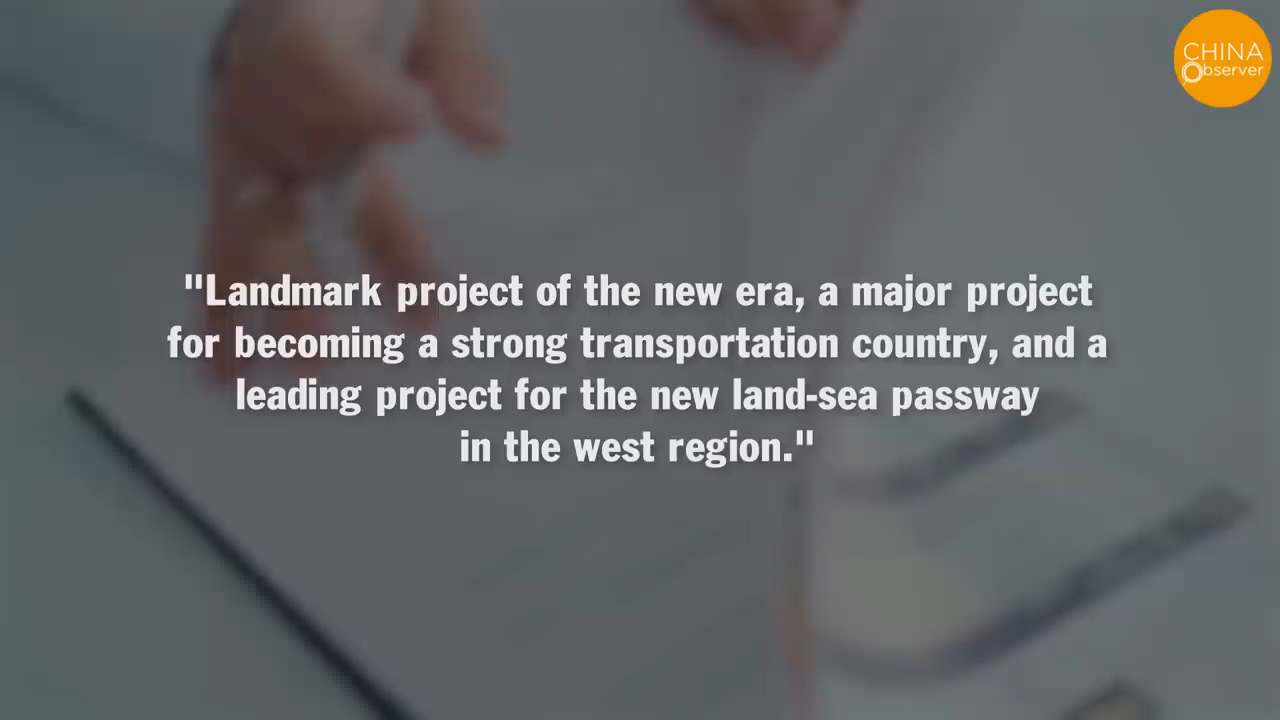 CHINA
Observer
"Landmark project of the new era, a major project
for becoming a strong transportation country, and a
leading project for the new land-sea passway
in the west region."